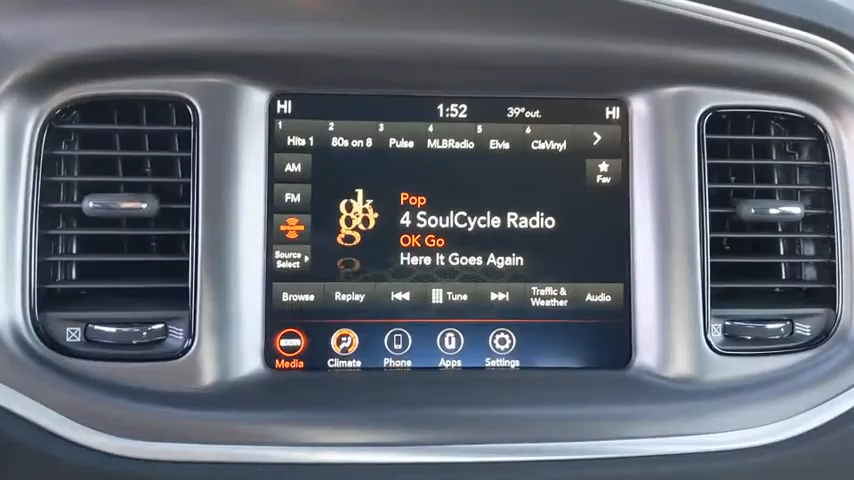 HI 1:52 39°out. HI
1 Hits 1 2 80s on 8 3 Pulse 4 MLBRadio 5 Elvis 6 ClsVinyl
AM
FM
Source Select
Fav
ok go
Pop
4 SoulCycle Radio
OK Go
Here It Goes Again
Browse Replay Tune Traffic & Weather Audio
Media Climate Phone Apps Settings